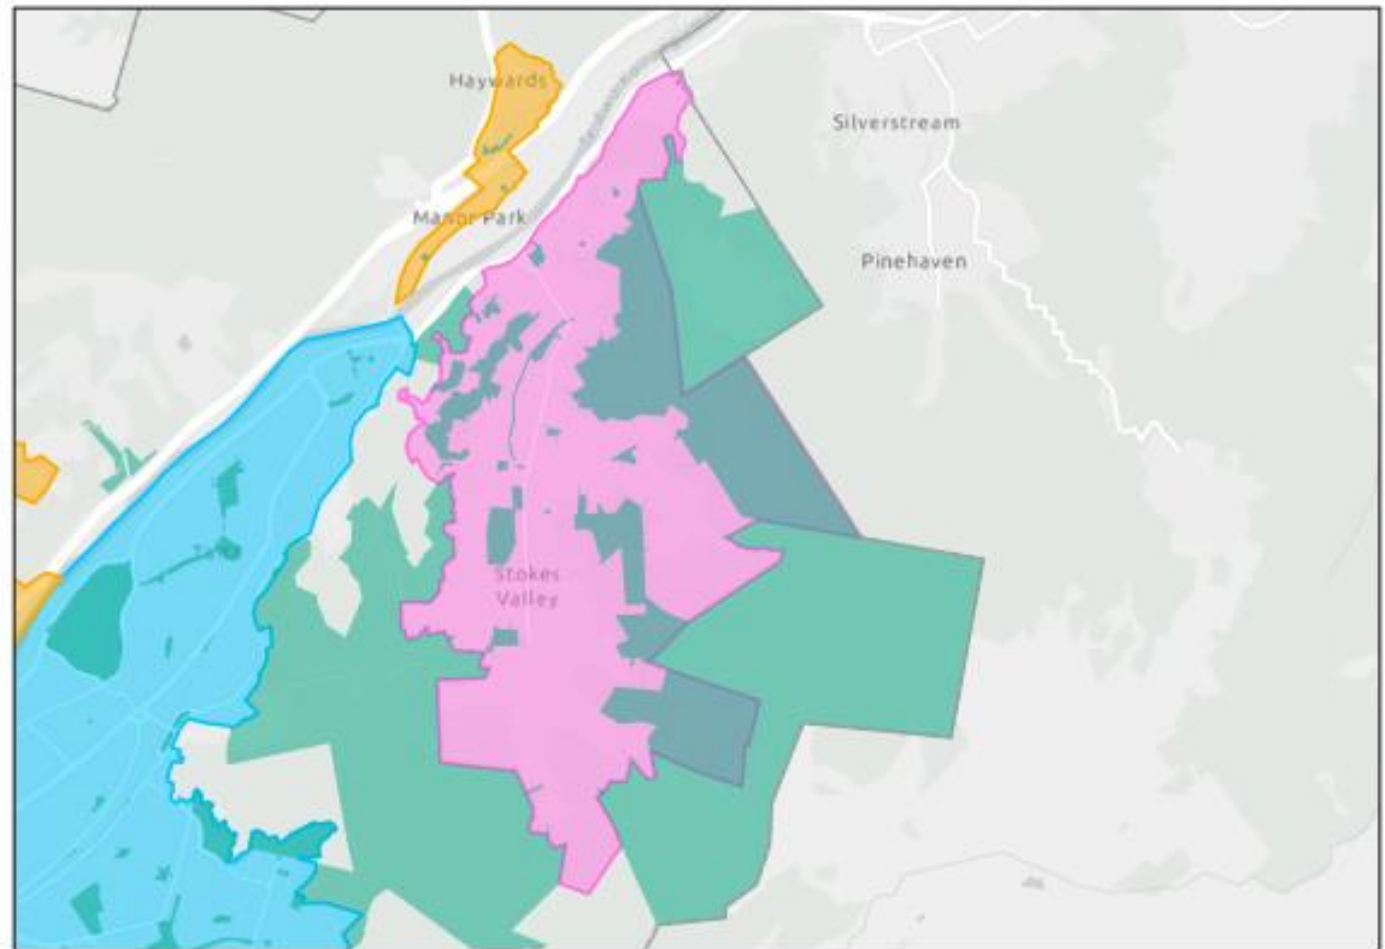 Haywards
Silverstream
Manor Park
Pinehaven
Stokes
Valley